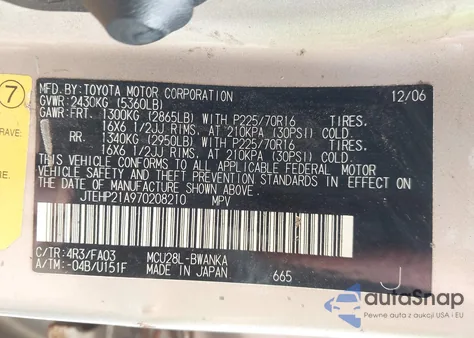 7
RAVE:
TE:
MFD. BY: TOYOTA MOTOR CORPORATION 12/06
GVWR: 2430KG (5360LB)
GAWR: FRT. 1300KG (2865LB) WITH P225/70R16 TIRES.
16X6 1/2JJ RIMS, AT 210KPA (30PSI) COLD.
RR. 1340KG (2950LB) WITH P225/70R16 TIRES.
16X6 1/2JJ RIMS, AT 210KPA (30PSI) COLD.
THIS VEHICLE CONFORMS TO ALL APPLICABLE FEDERAL MOTOR
VEHICLE SAFETY AND THEFT PREVENTION STANDARDS IN EFFECT
ON THE DATE OF MANUFACTURE SHOWN ABOVE.
JTEHP21A970208210 MPV
C/TR: 4R3/FA03 MCU28L-BWANKA
A/TM: -04B/U151F MADE IN JAPAN 665
J
autoSnap
Pewne auta z aukcji USA i EU